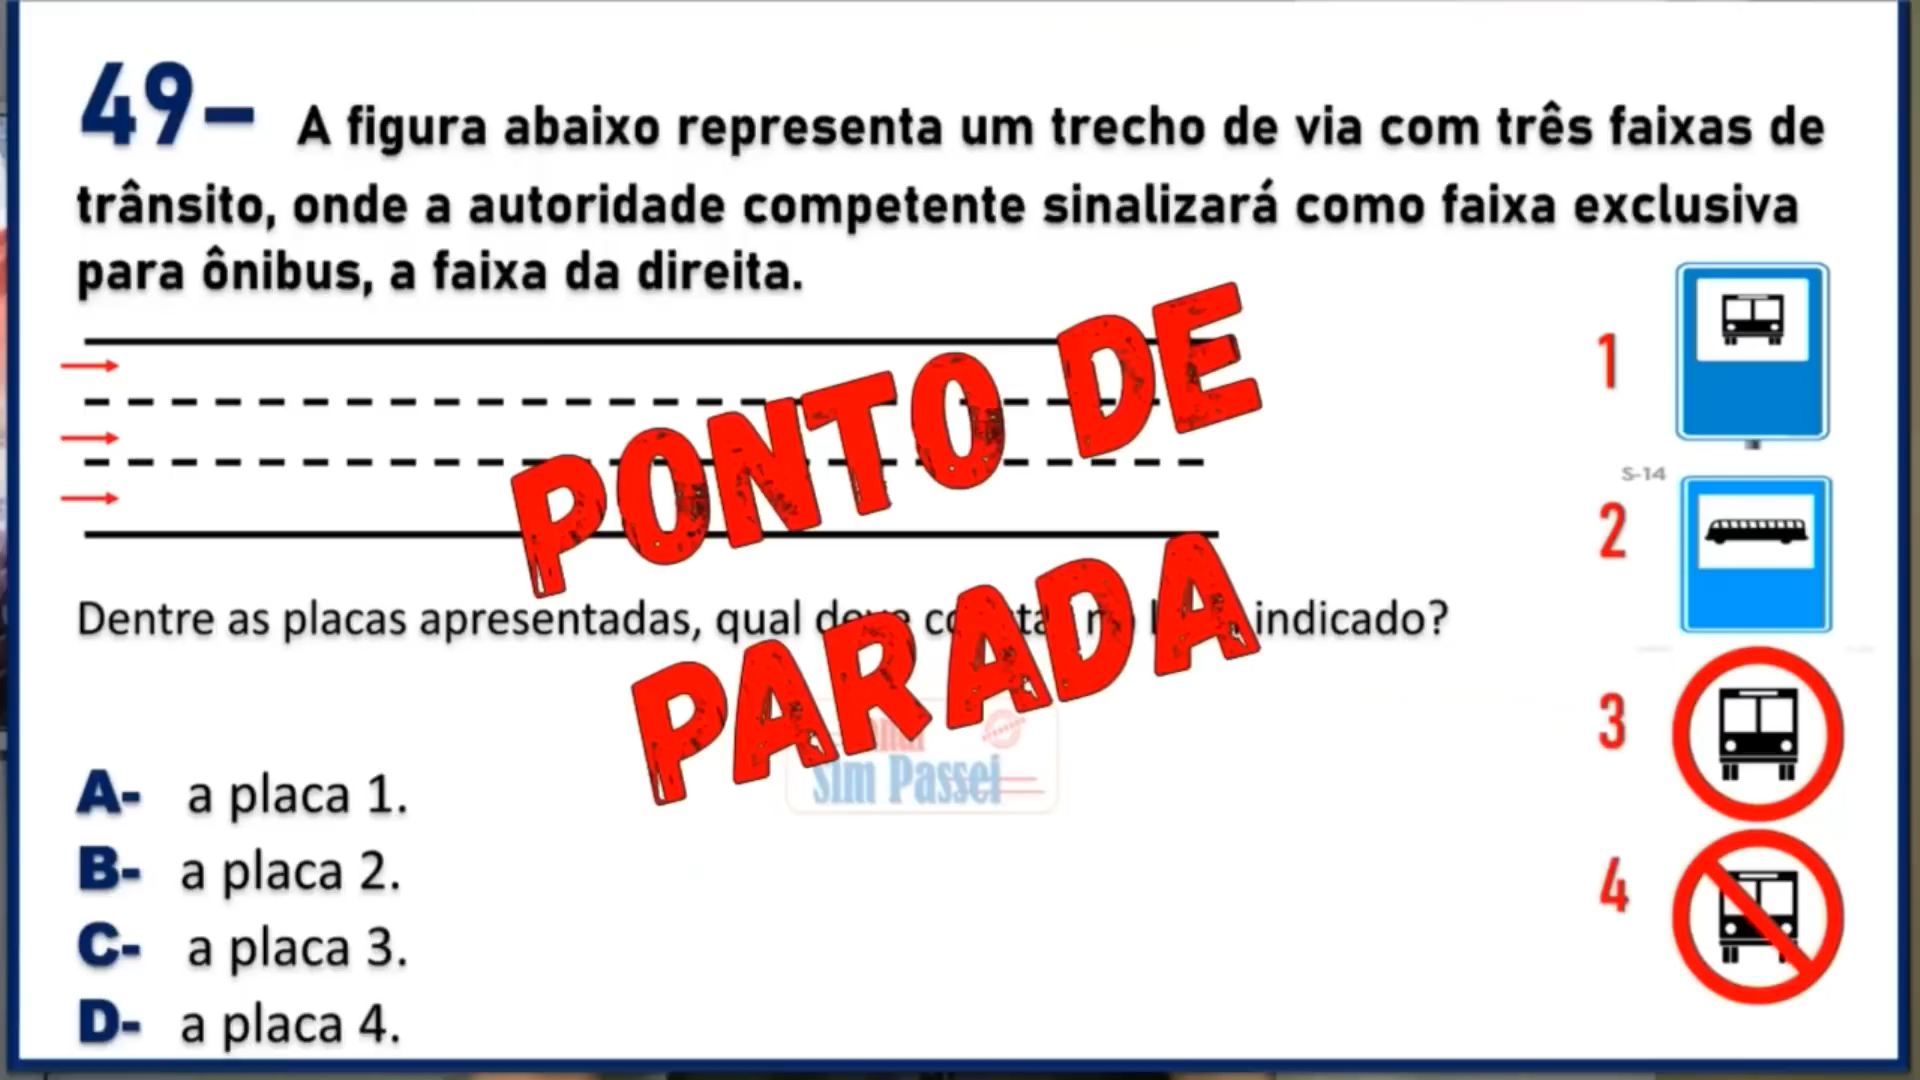 49- A figura abaixo representa um trecho de via com três faixas de
trânsito, onde a autoridade competente sinalizará como faixa exclusiva
para ônibus, a faixa da direita.
PONTO DE
PARADA
1
S-14
2
3
4
Dentre as placas apresentadas, qual indicado?
Sim Passei
A- a placa 1.
B- a placa 2.
C- a placa 3.
D- a placa 4.